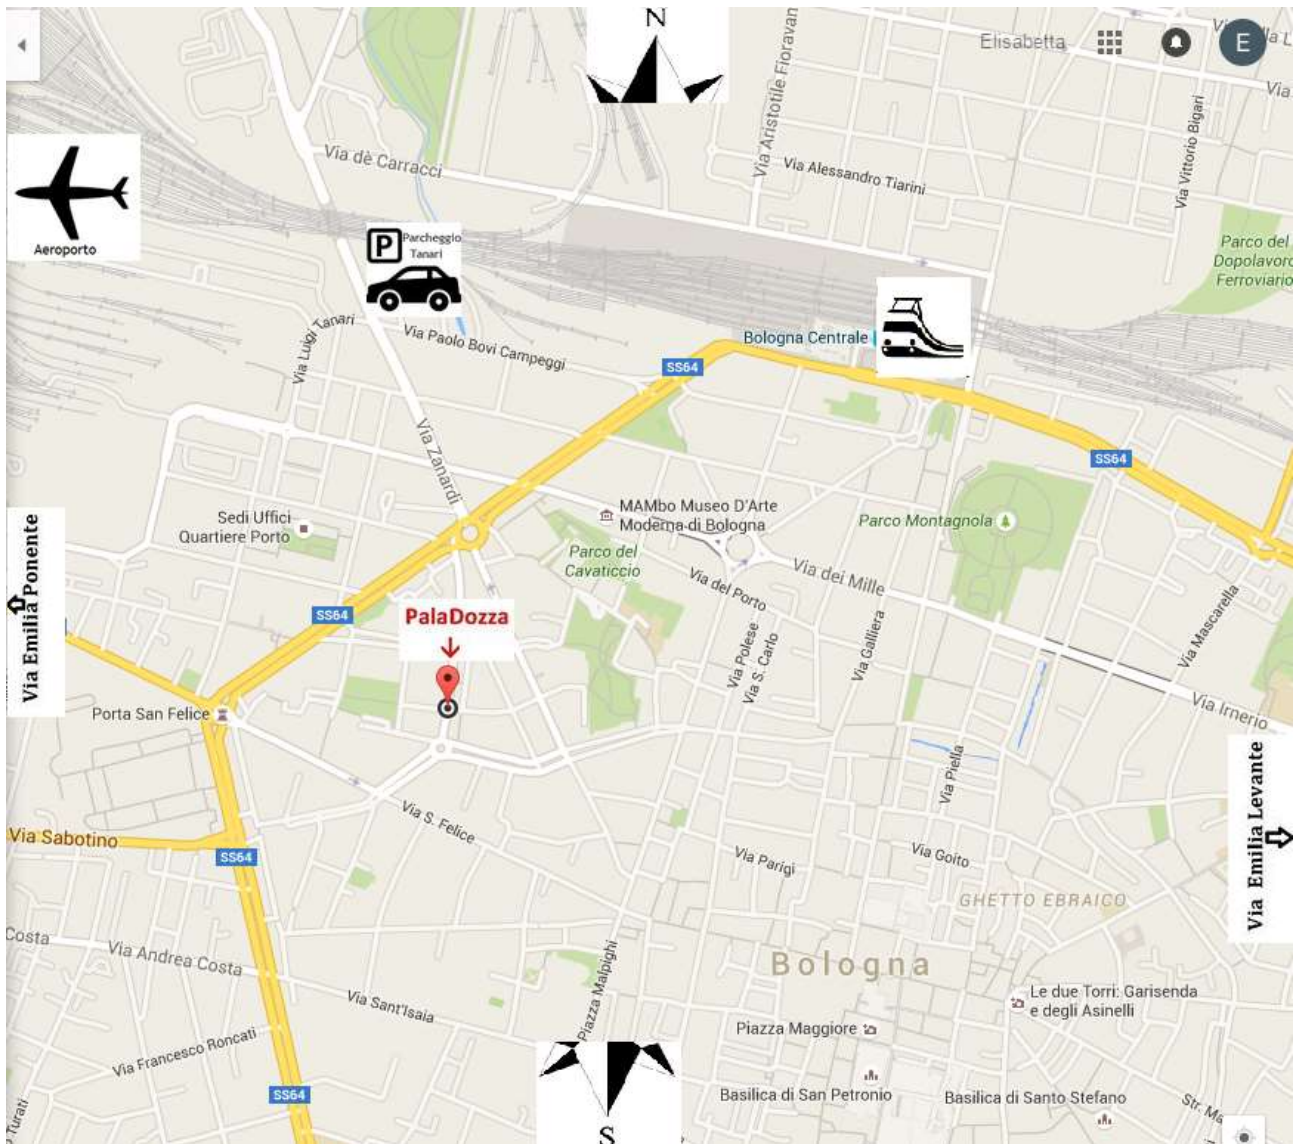 N
Elisabetta
E
Via Aristotile Fioravan
Via
Via dè Carracci
Via Alessandro Tiarini
Via Vittorio Bigari
Aeroporto
P
Parcheggio
Tanari
Parco del
Dopolavoro
Ferroviario
Via Luigi Tanari
Via Paolo Bovi Campeggi
Bologna Centrale
SS64
Via Zanardi
SS64
Sedi Uffici
Quartiere Porto
MAMbo Museo D'Arte
Moderna di Bologna
Parco Montagnola
Parco del
Cavaticcio
Via Emilia Ponente
Via dei Mille
Via del Porto
SS64
PalaDozza
Via Polese
Via S. Carlo
Via Galliera
Via Mascarella
Porta San Felice
Via Irnerio
Via Piella
Via Emilia Levante
Via S. Felice
Via Sabotino
SS64
Via Parigi
Via Goito
GHETTO EBRAICO
Costa
Via Andrea Costa
Bologna
Piazza Malpighi
Via Sant'Isaia
Le due Torri: Garisenda
e degli Asinelli
Piazza Maggiore
Via Francesco Roncati
SS64
Basilica di San Petronio
Basilica di Santo Stefano
Turati
Str. Ma
S